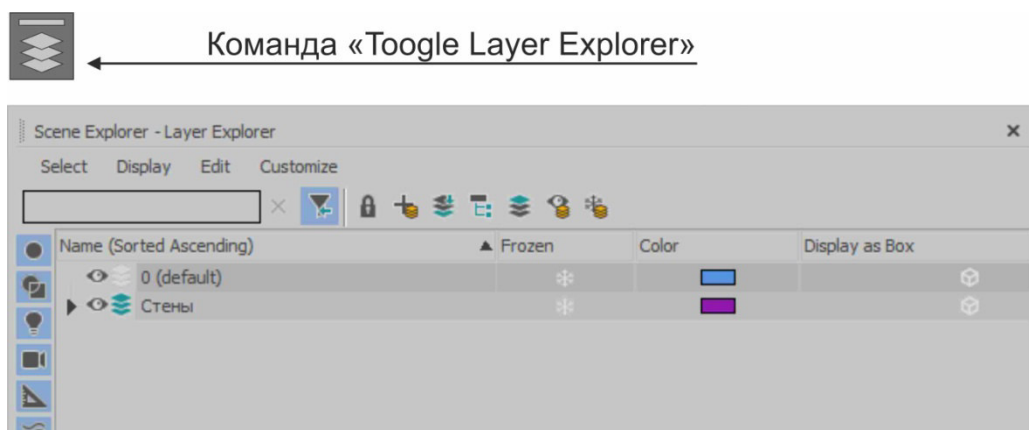 Команда «Toogle Layer Explorer»
Scene Explorer - Layer Explorer
Select Display Edit Customize
Name (Sorted Ascending) Frozen Color Display as Box
0 (default)
Стены